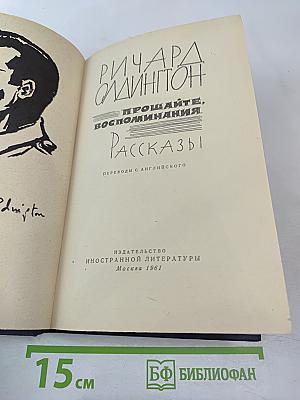 РИЧАРД
ОЛДИНГТОН
ПРОЩАЙТЕ,
ВОСПОМИНАНИЯ
РАССКАЗЫ
ПЕРЕВОДЫ С АНГЛИЙСКОГО
ИЗДАТЕЛЬСТВО
ИНОСТРАННОЙ ЛИТЕРАТУРЫ
Москва 1961
15 см
БФ БИБЛИОФАН